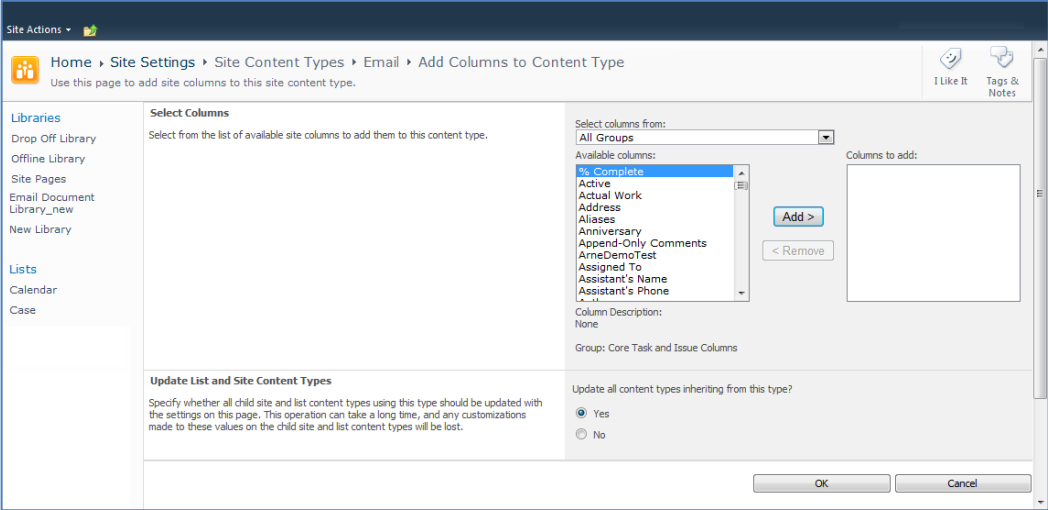 Site Actions
Home › Site Settings › Site Content Types › Email › Add Columns to Content Type
Use this page to add site columns to this site content type.
I Like It
Tags &
Notes
Libraries
Drop Off Library
Offline Library
Site Pages
Email Document
Library_new
New Library
Lists
Calendar
Case
Select Columns
Select from the list of available site columns to add them to this content type.
Select columns from:
All Groups
Available columns:
% Complete
Active
Actual Work
Address
Aliases
Anniversary
Append-Only Comments
ArneDemoTest
Assigned To
Assistant's Name
Assistant's Phone
Add >
< Remove
Columns to add:
Column Description:
None
Group: Core Task and Issue Columns
Update List and Site Content Types
Specify whether all child site and list content types using this type should be updated with
the settings on this page. This operation can take a long time, and any customizations
made to these values on the child site and list content types will be lost.
Update all content types inheriting from this type?
Yes
No
OK
Cancel